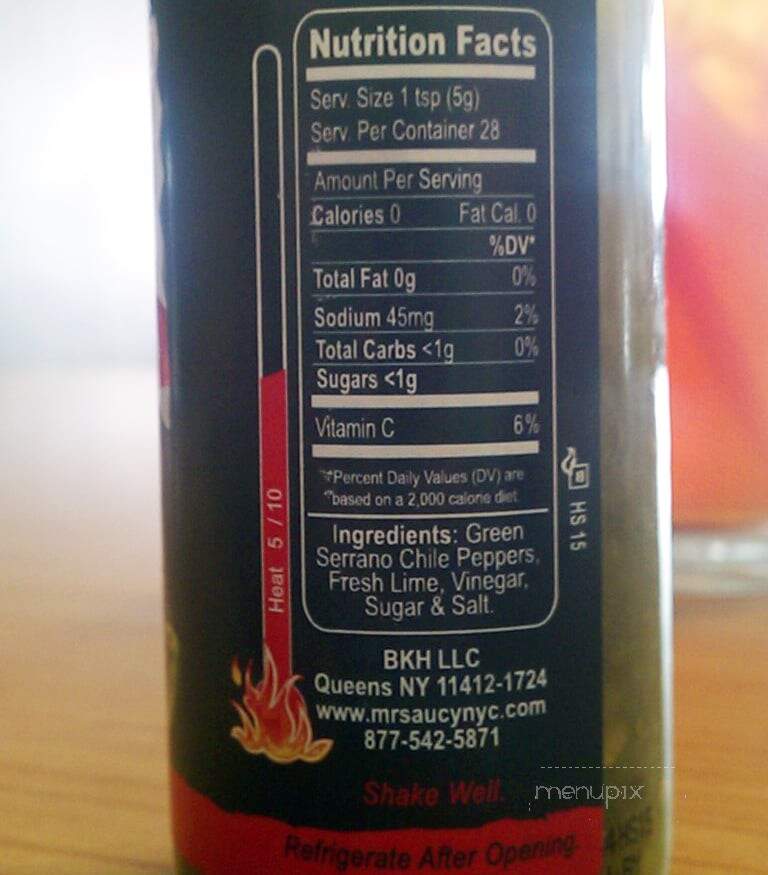 Nutrition Facts
Serv. Size 1 tsp (5g)
Serv. Per Container 28
Amount Per Serving
Calories 0 Fat Cal. 0
%DV*
Total Fat 0g 0%
Sodium 45mg 2%
Total Carbs <1g 0%
Sugars <1g
Vitamin C 6%
*Percent Daily Values (DV) are
based on a 2,000 calorie diet
Ingredients: Green
Serrano Chile Peppers,
Fresh Lime, Vinegar,
Sugar & Salt.
Heat 5 / 10
HS 15
BKH LLC
Queens NY 11412-1724
www.mrsaucynyc.com
877-542-5871
Shake Well.
Refrigerate After Opening.
menupix